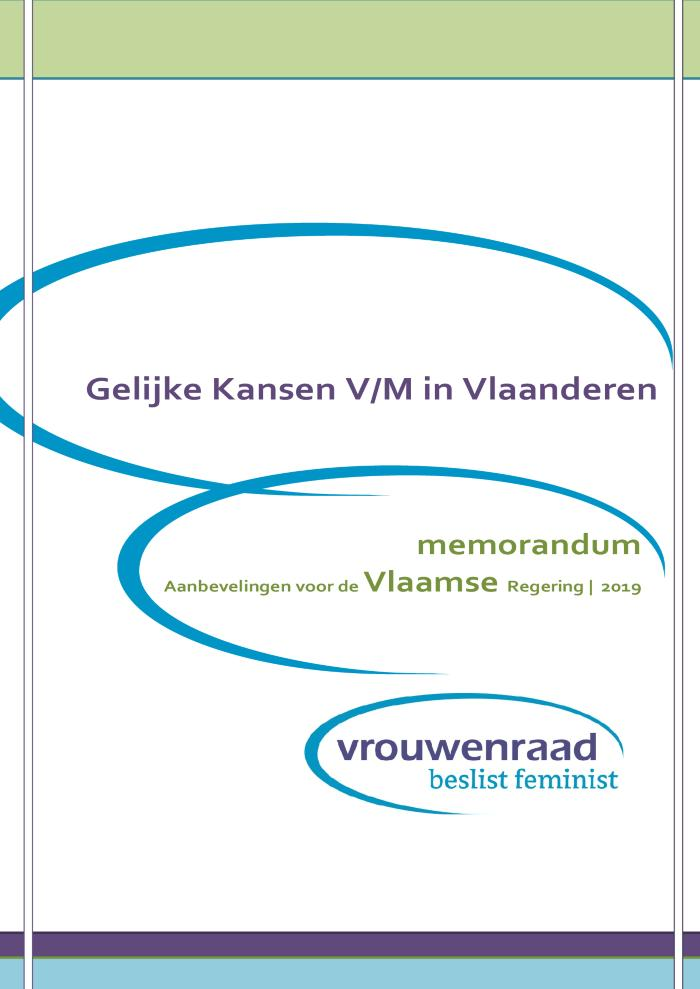 Gelijke Kansen V/M in Vlaanderen
memorandum
Aanbevelingen voor de Vlaamse Regering | 2019
vrouwenraad
beslist feminist